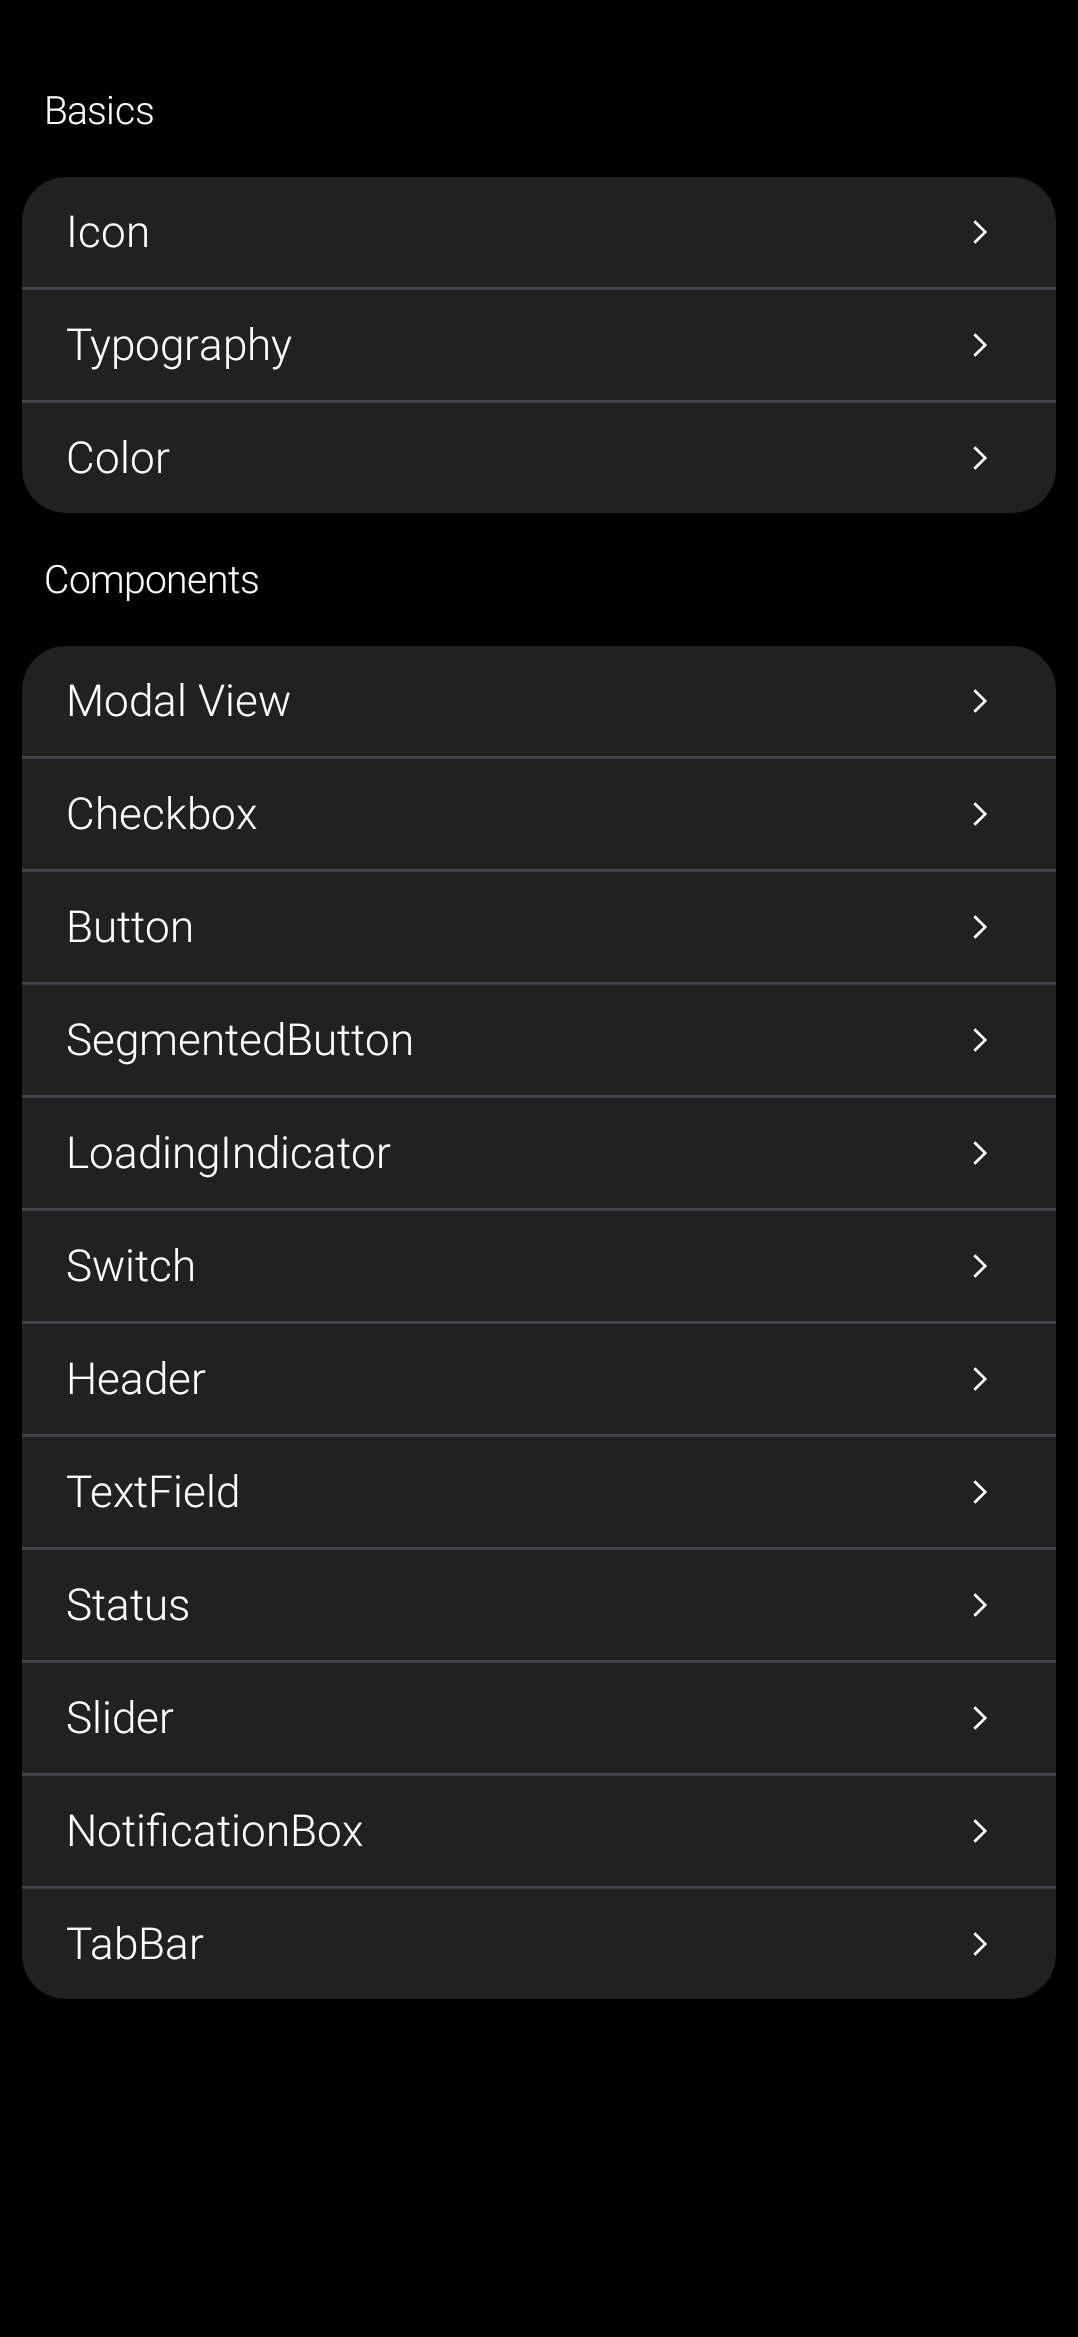 Basics
Icon
Typography
Color
Components
Modal View
Checkbox
Button
SegmentedButton
LoadingIndicator
Switch
Header
TextField
Status
Slider
NotificationBox
TabBar